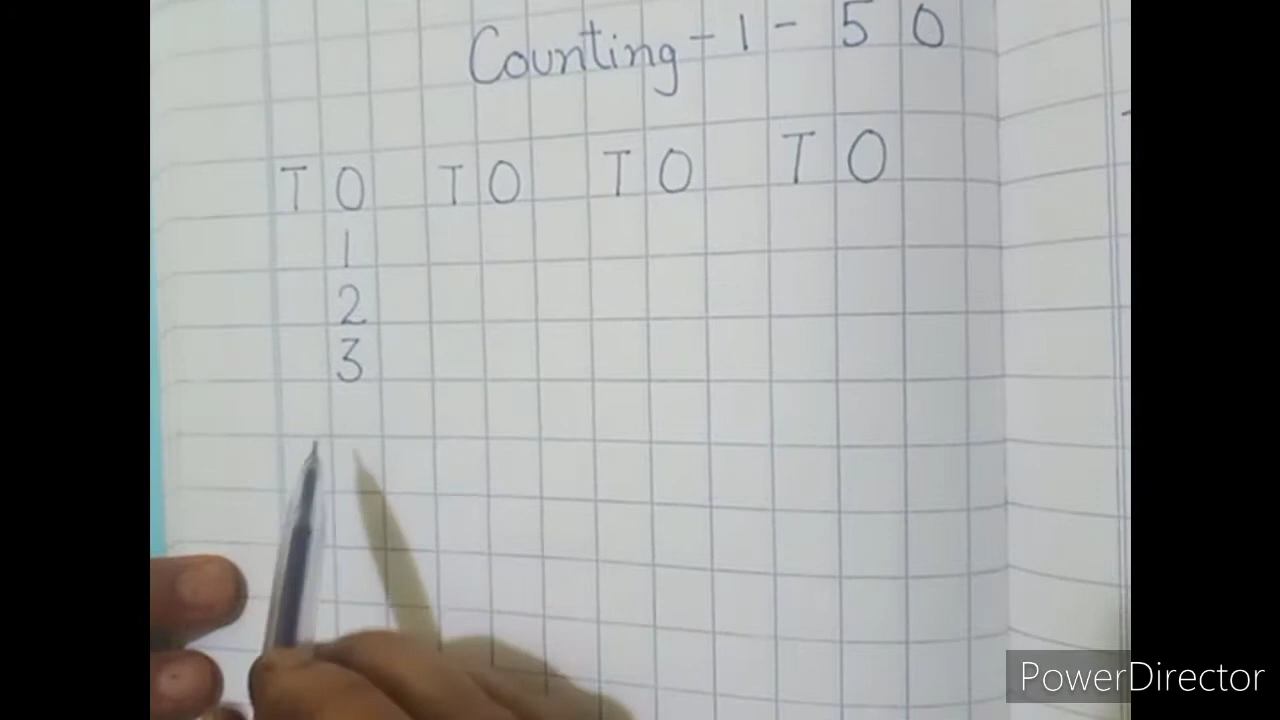 Counting - 1 - 50
T O T O T O T O
1
2
3
PowerDirector